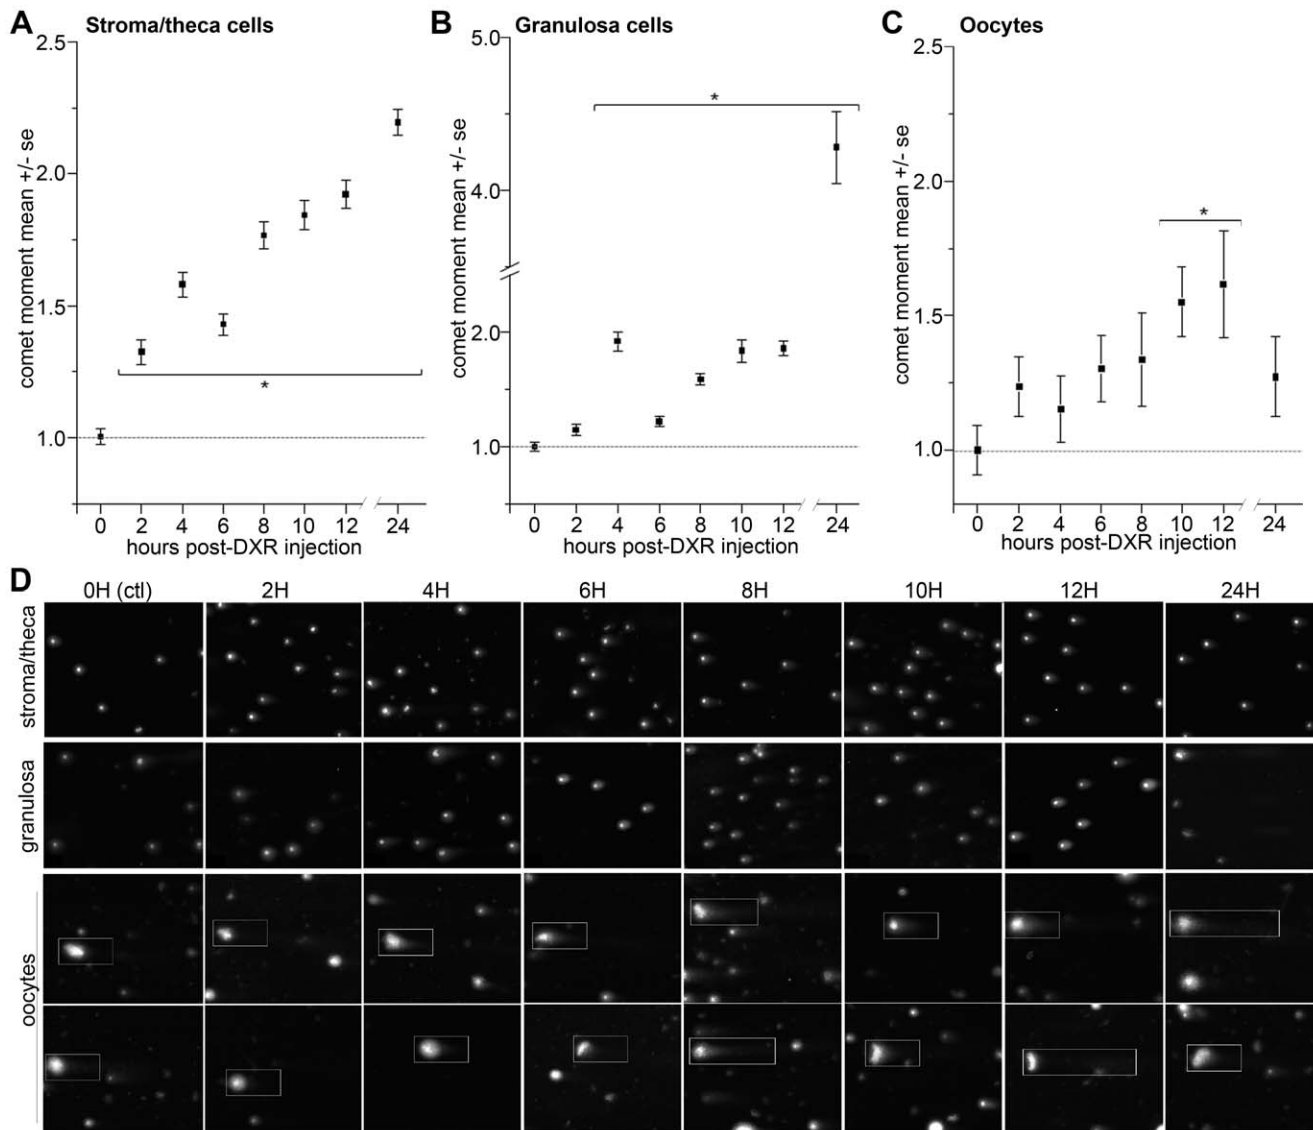 A Stroma/theca cells
2.5
2.0
1.5
1.0
comet moment mean +/- se
*
0 2 4 6 8 10 12 24
hours post-DXR injection
B Granulosa cells
5.0
4.0
2.0
1.0
comet moment mean +/- se
*
0 2 4 6 8 10 12 24
hours post-DXR injection
C Oocytes
2.5
2.0
1.5
1.0
comet moment mean +/- se
*
0 2 4 6 8 10 12 24
hours post-DXR injection
D
0H (ctl) 2H 4H 6H 8H 10H 12H 24H
stroma/theca
granulosa
oocytes